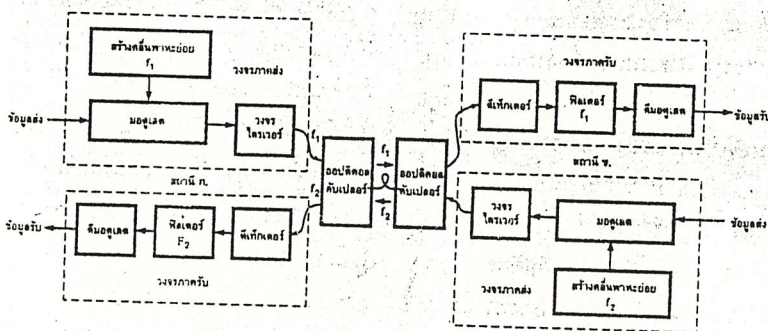 สร้างคลื่นพาหะย่อย
f₁
วงจรภาคส่ง
ข้อมูลส่ง
มอดูเลต
วงจร
ไดรเวอร์
f₁
สถานี ก.
ออปติคอล
คัปเปลอร์
f₁
f₂
ออปติคอล
คัปเปลอร์
f₂
ข้อมูลรับ
ดีมอดูเลต
ฟิลเตอร์
F₂
ดีเท็กเตอร์
วงจรภาครับ
วงจรภาครับ
ดีเท็กเตอร์
ฟิลเตอร์
f₁
ดีมอดูเลต
ข้อมูลรับ
สถานี ข.
วงจร
ไดรเวอร์
มอดูเลต
ข้อมูลส่ง
วงจรภาคส่ง
สร้างคลื่นพาหะย่อย
f₂